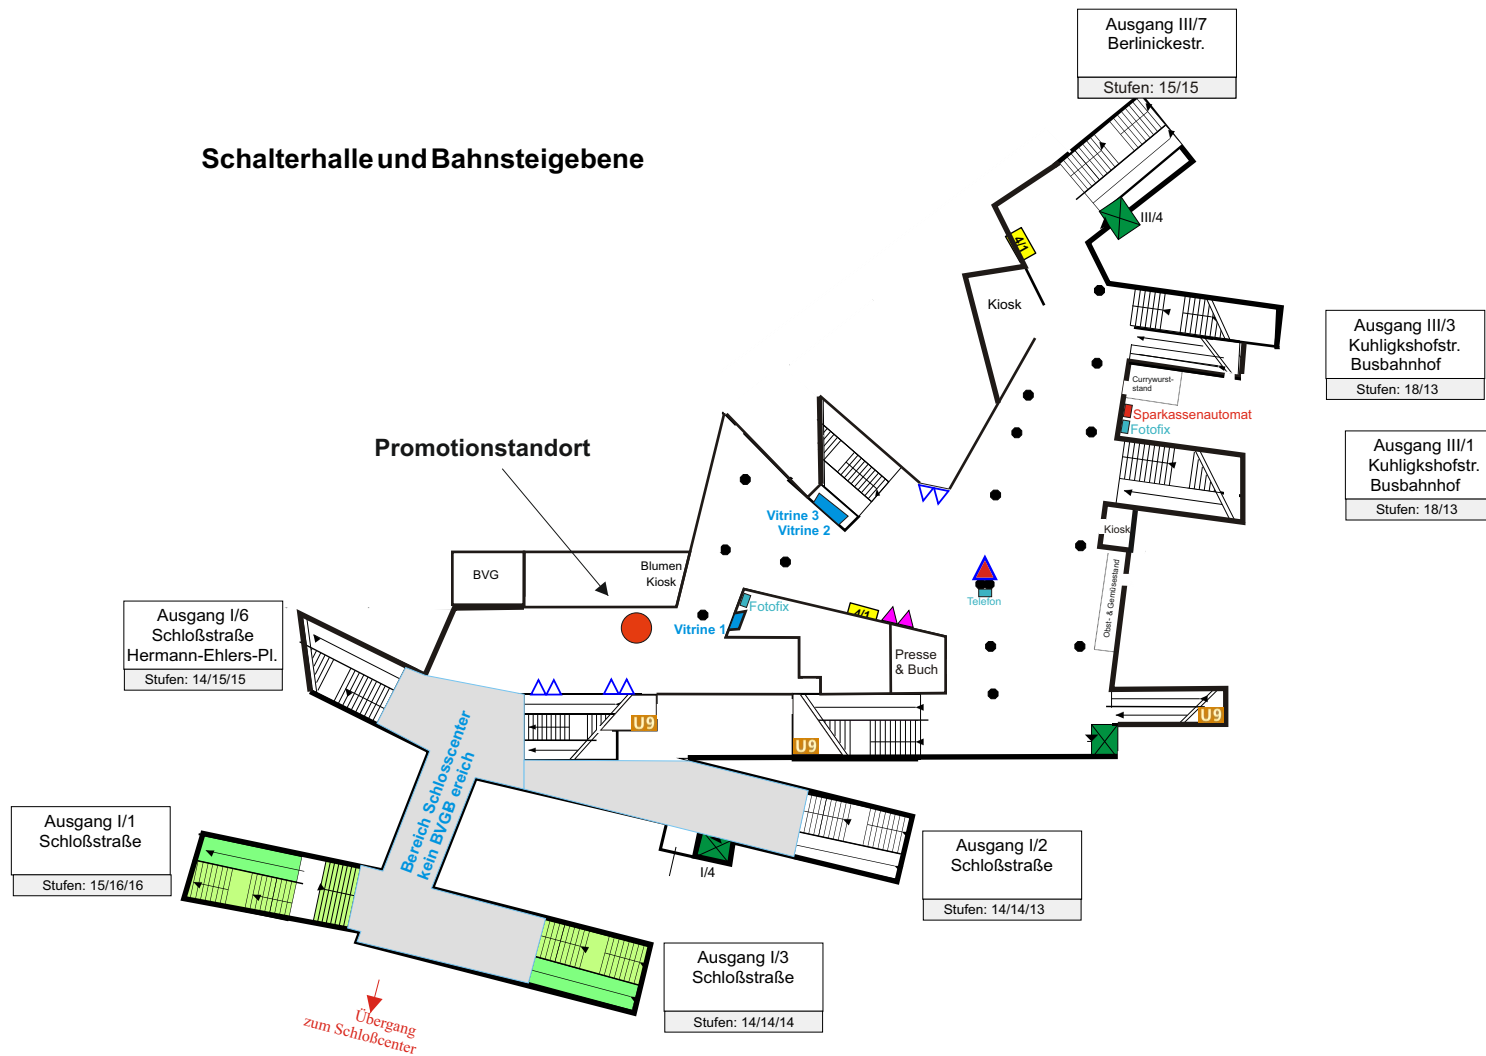 Ausgang III/7
Berlinickestr.
Stufen: 15/15
Schalterhalle und Bahnsteigebene
III/4
4/1
Kiosk
Ausgang III/3
Kuhligkshofstr.
Busbahnhof
Stufen: 18/13
Currywurst-
stand
Sparkassenautomat
Fotofix
Promotionstandort
Ausgang III/1
Kuhligkshofstr.
Busbahnhof
Stufen: 18/13
Vitrine 3
Vitrine 2
Kiosk
Blumen
Kiosk
BVG
Obst- & Gemüsestand
Telefon
Fotofix
4/1
Vitrine 1
Ausgang I/6
Schloßstraße
Hermann-Ehlers-Pl.
Stufen: 14/15/15
Presse
& Buch
U9
U9
U9
Bereich Schlosscenter
kein BVGB ereich
Ausgang I/1
Schloßstraße
Stufen: 15/16/16
I/4
Ausgang I/2
Schloßstraße
Stufen: 14/14/13
Ausgang I/3
Schloßstraße
Stufen: 14/14/14
Übergang
zum Schloßcenter